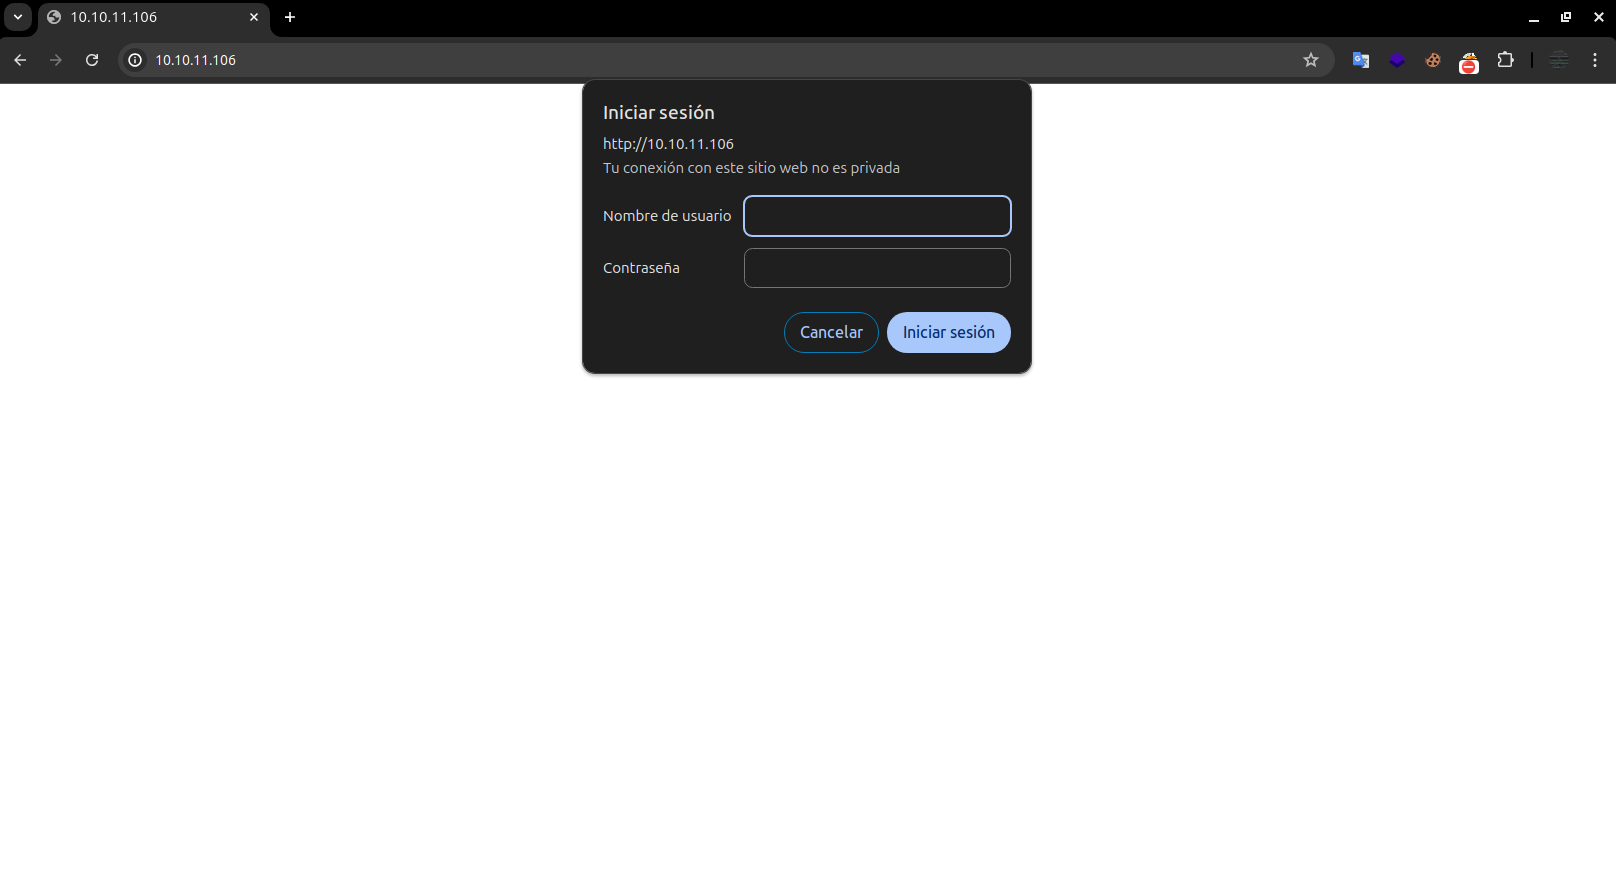 10.10.11.106
10.10.11.106
Iniciar sesión
http://10.10.11.106
Tu conexión con este sitio web no es privada
Nombre de usuario
Contraseña
Cancelar Iniciar sesión